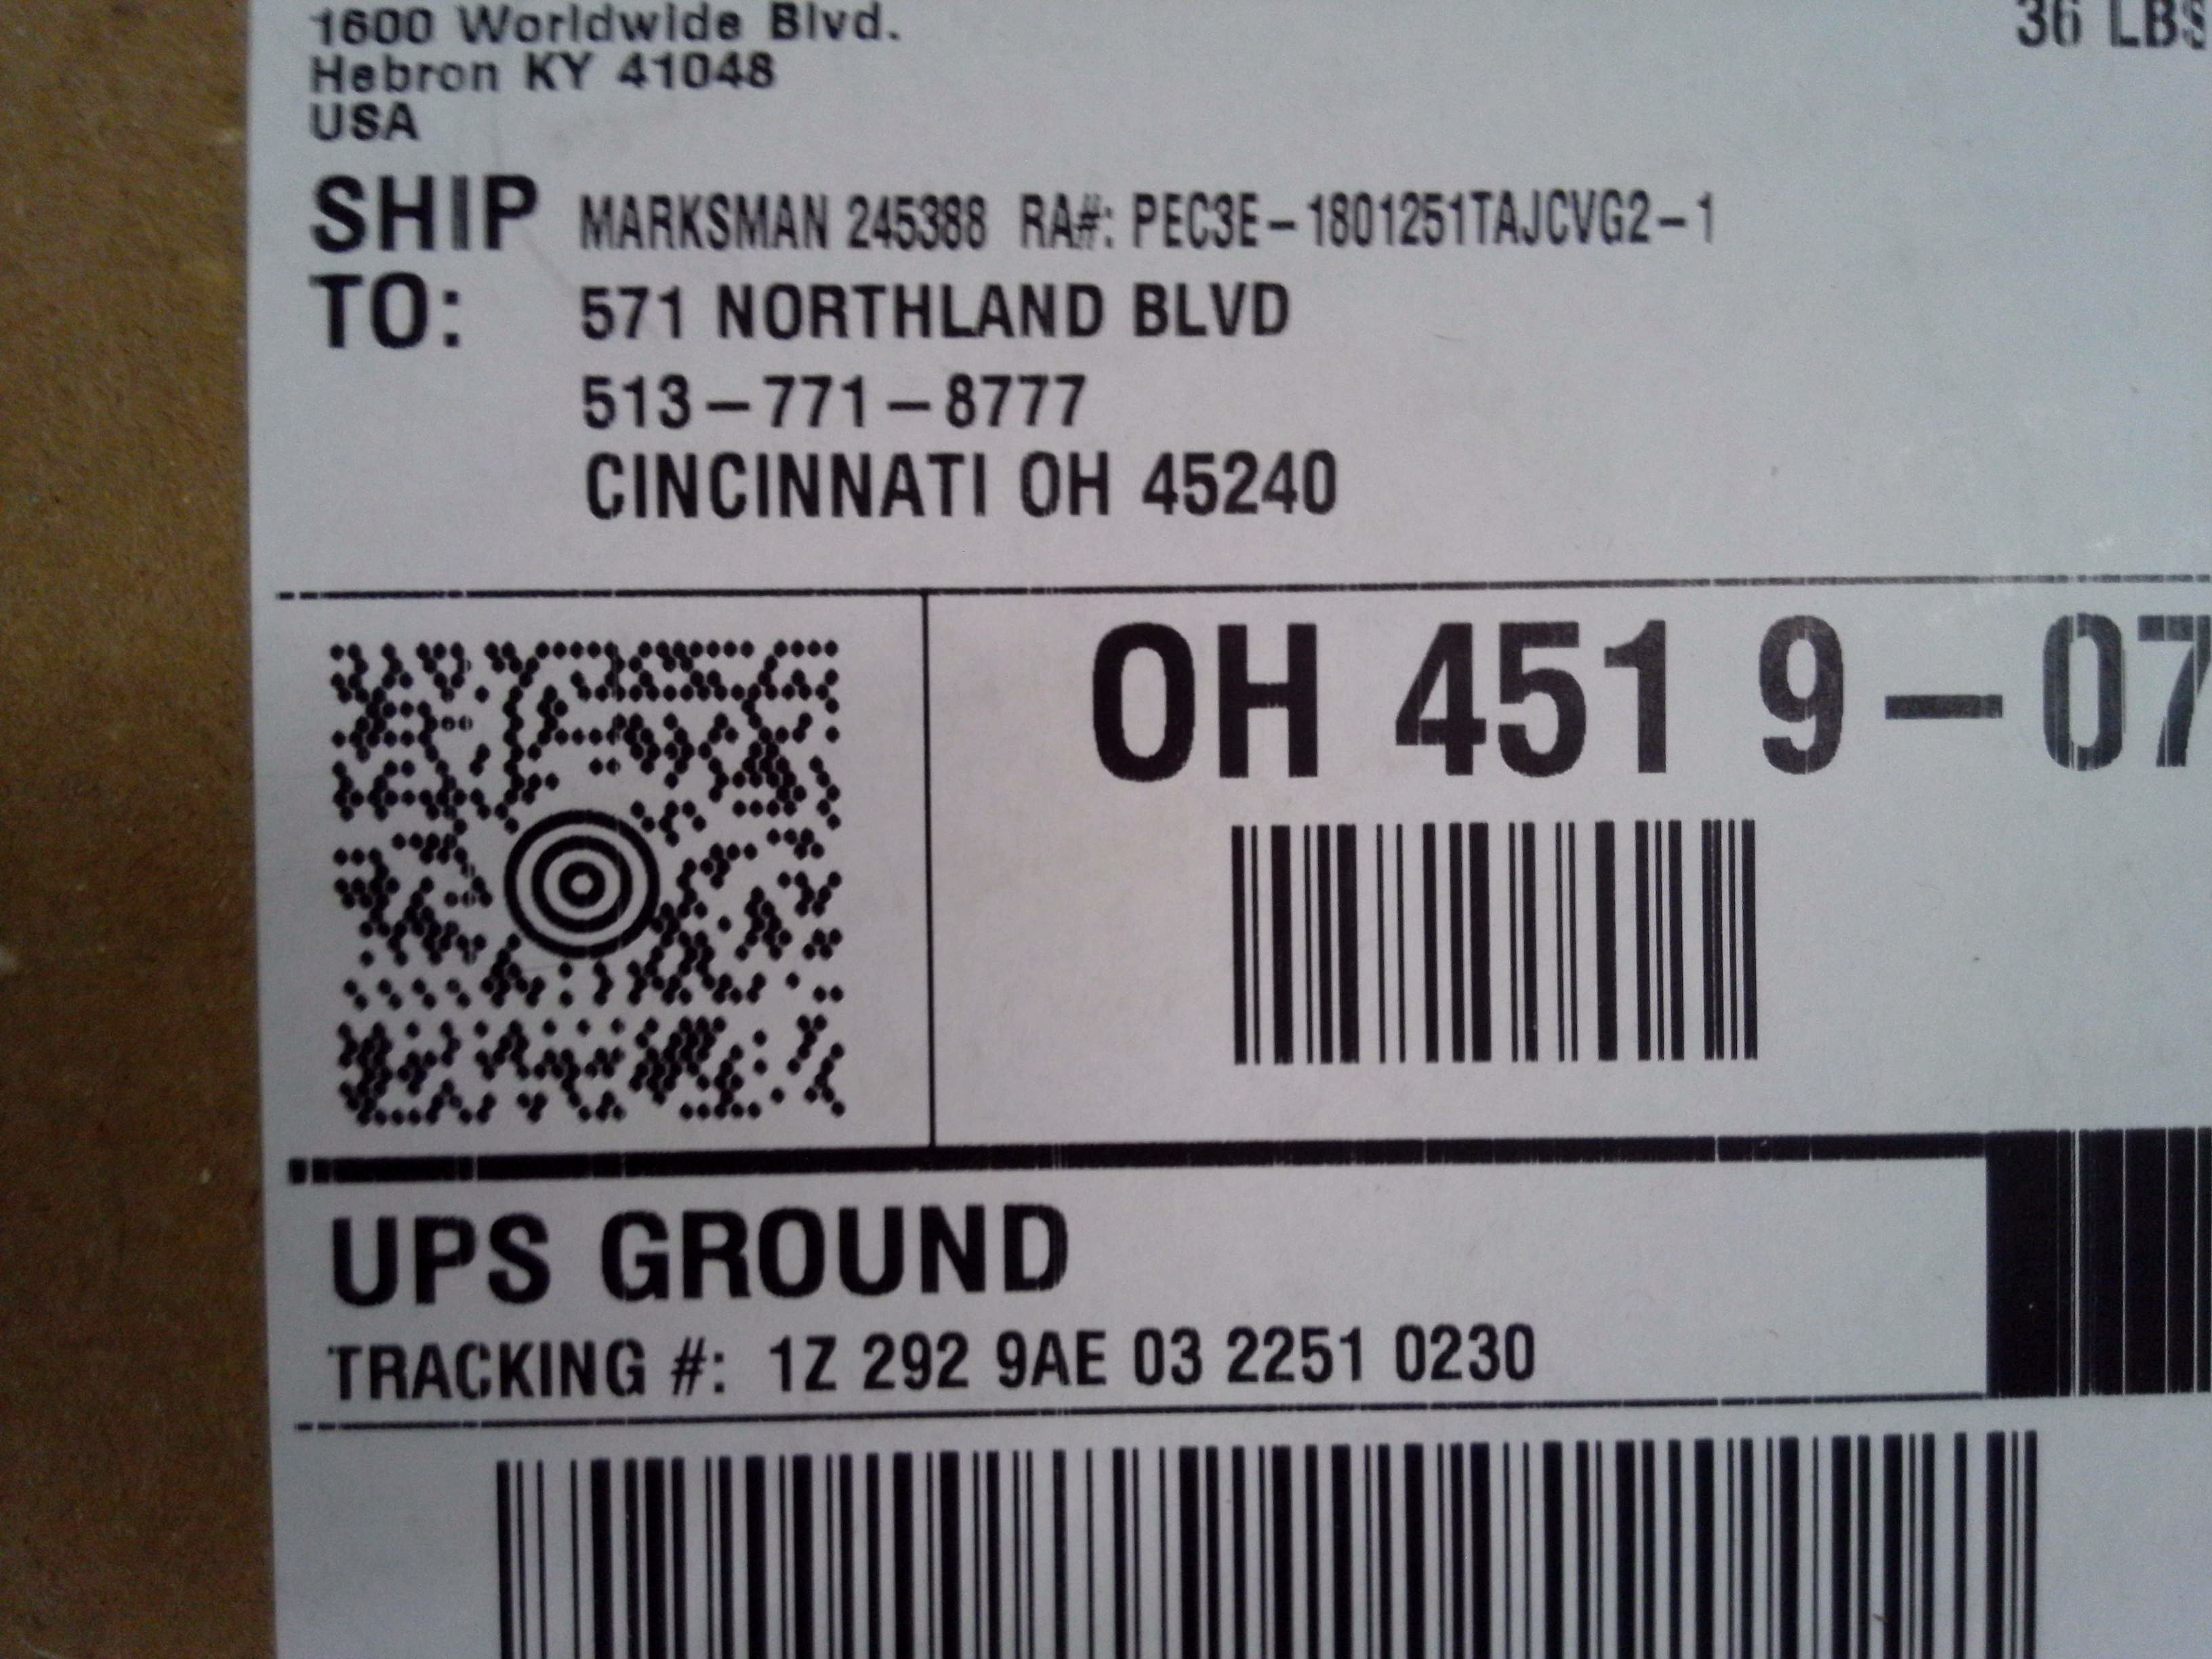 1600 Worldwide Blvd.
36 LBS
Hebron KY 41048
USA
SHIP TO:
MARKSMAN 245388 RA#: PEC3E-1801251TAJCVG2-1
571 NORTHLAND BLVD
513-771-8777
CINCINNATI OH 45240
OH 451 9-07
UPS GROUND
TRACKING #: 1Z 292 9AE 03 2251 0230